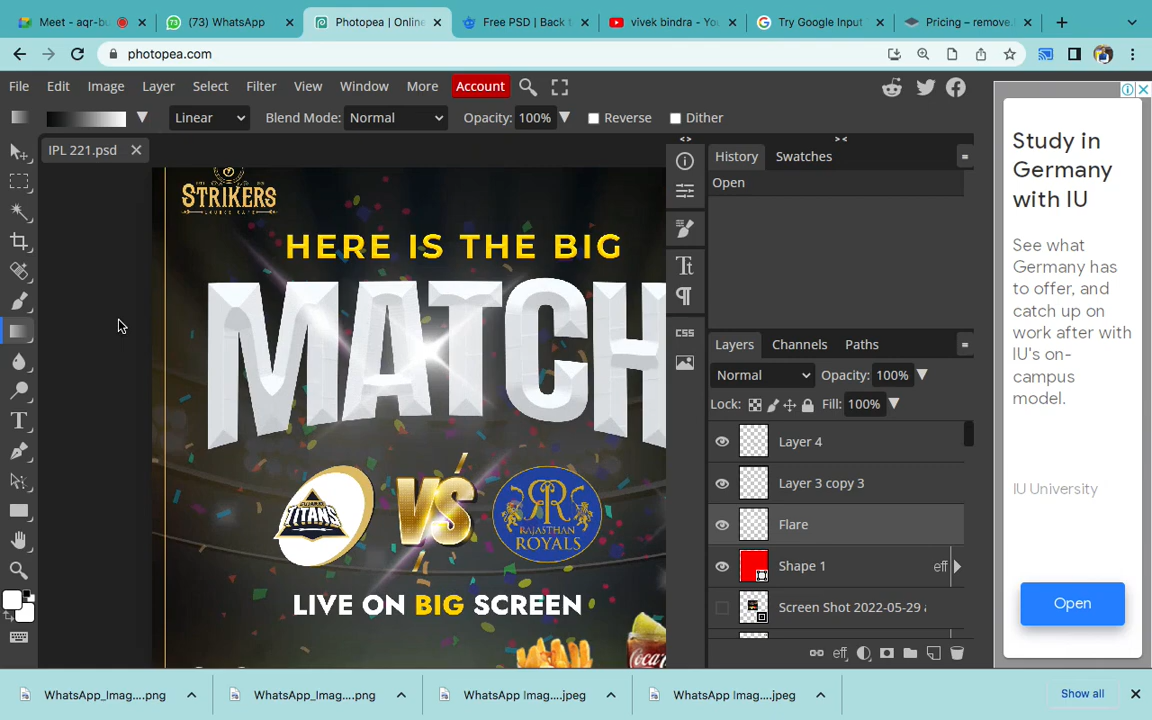 Meet - aqr-bu
(73) WhatsApp
Photopea | Online
Free PSD | Back t
vivek bindra - You
Try Google Input
Pricing – remove.
photopea.com
File Edit Image Layer Select Filter View Window More Account
Linear Blend Mode: Normal Opacity: 100% Reverse Dither
IPL 221.psd
History Swatches
Open
STRIKERS
HERE IS THE BIG
MATCH
TITANS
VS
RAJASTHAN
ROYALS
LIVE ON BIG SCREEN
Tt
CSS
Layers Channels Paths
Normal Opacity: 100%
Lock: Fill: 100%
Layer 4
Layer 3 copy 3
Flare
Shape 1 eff
Screen Shot 2022-05-29
eff
Study in
Germany
with IU
See what
Germany has
to offer, and
catch up on
work after with
IU's on-
campus
model.
IU University
Open
WhatsApp_Imag....png
WhatsApp_Imag....png
WhatsApp Imag....jpeg
WhatsApp Imag....jpeg
Show all